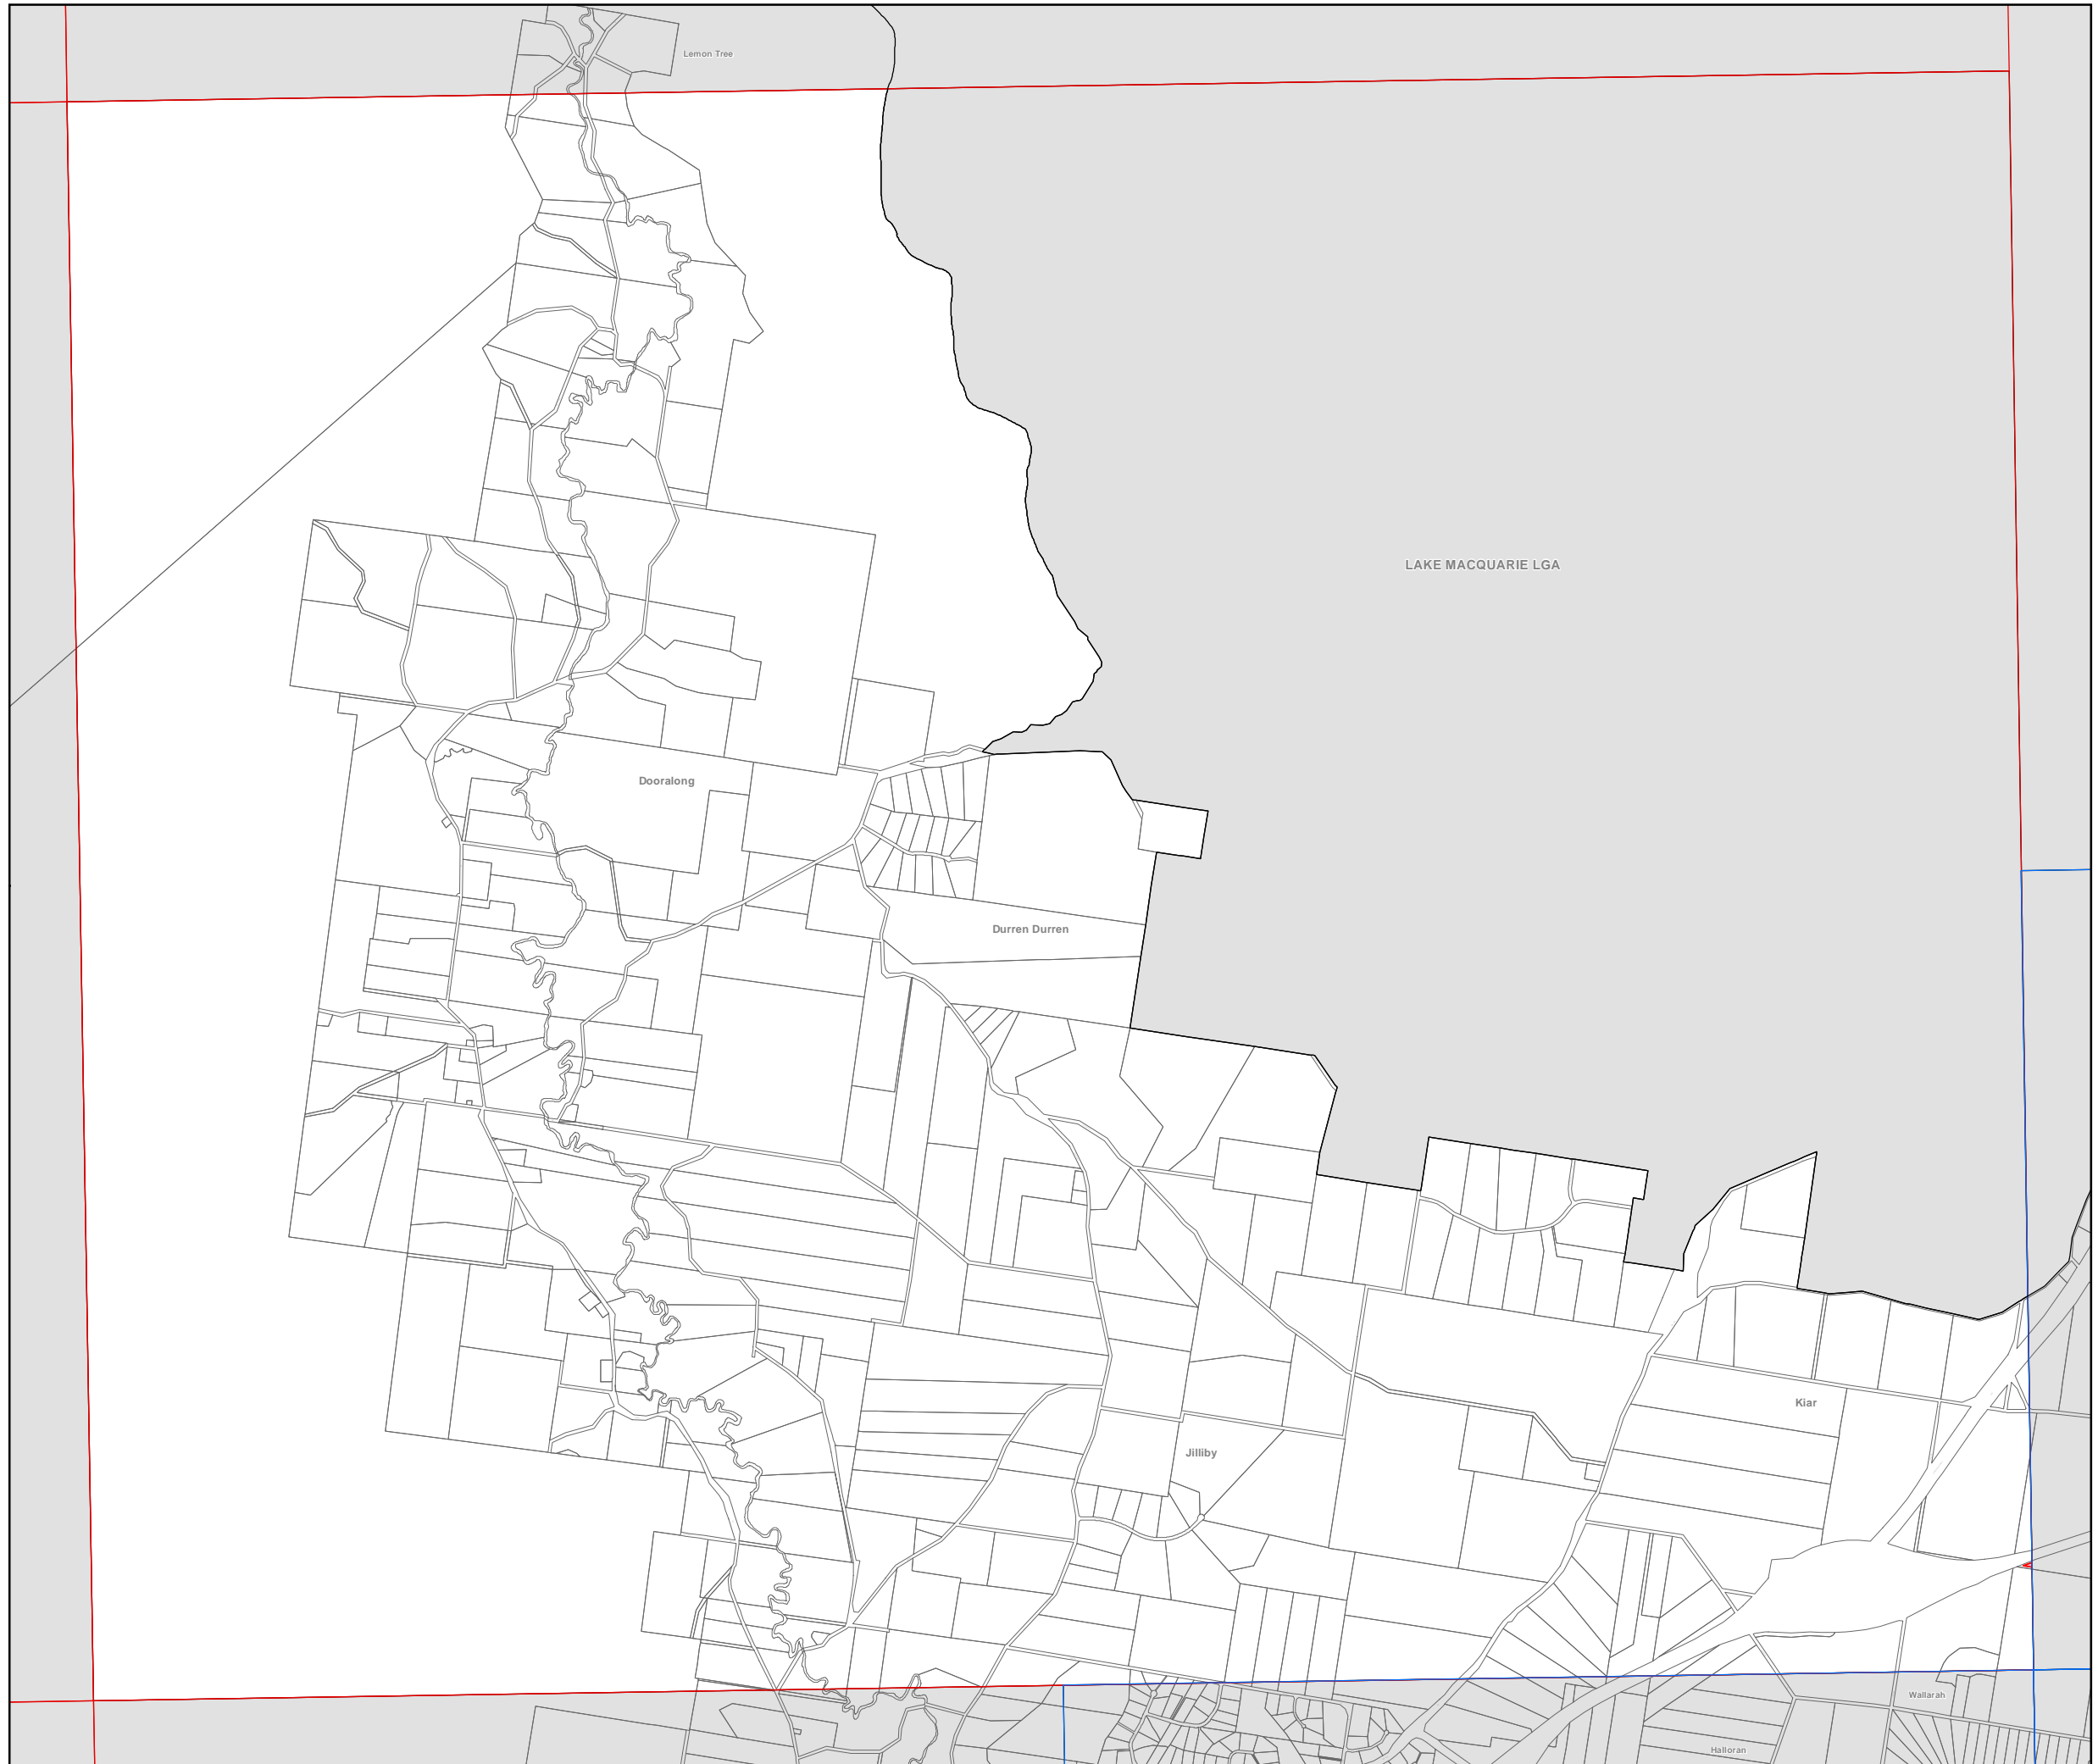 Lemon Tree
LAKE MACQUARIE LGA
Dooralong
Durren Durren
Kiar
Jilliby
Wallarah
Halloran